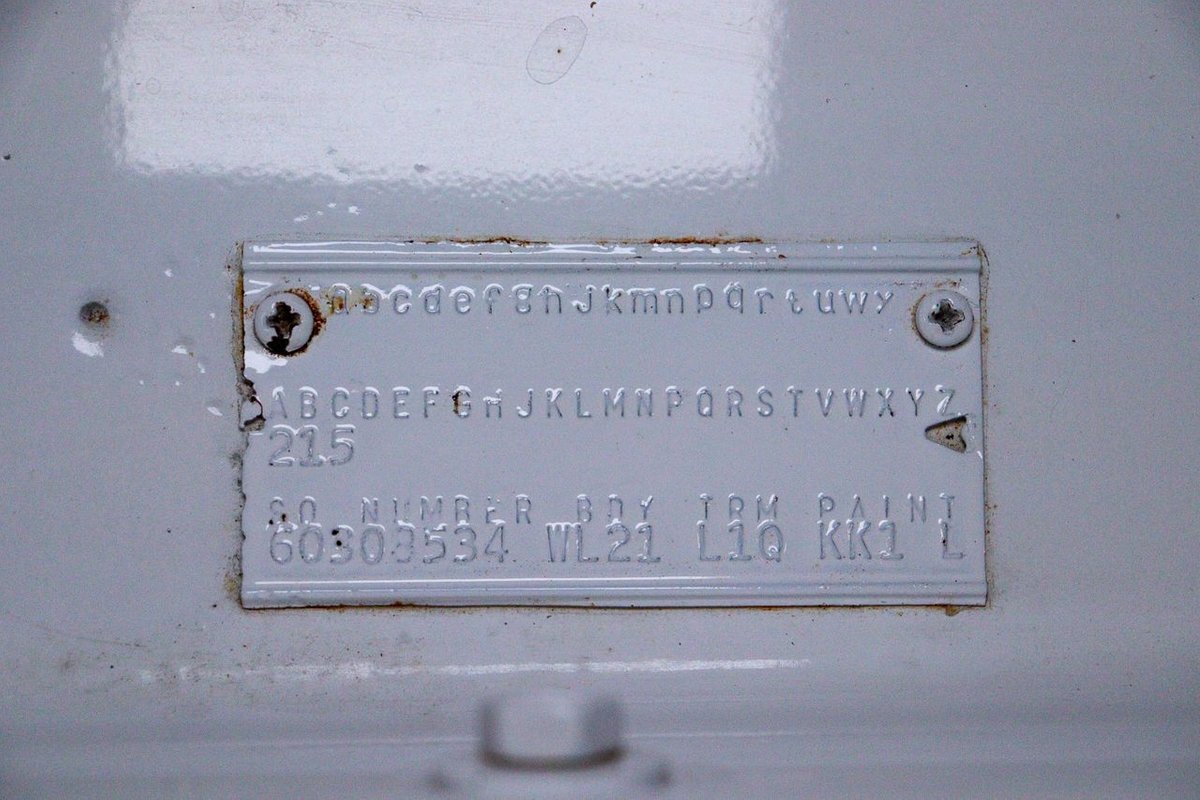 abcdefghjkmnpqrtuwy
ABCDEFGHJKLMNPQRSTVWXYZ
215
SO NUMBER BDY TRM PAINT
60303534 WL21 L1Q KK1 L